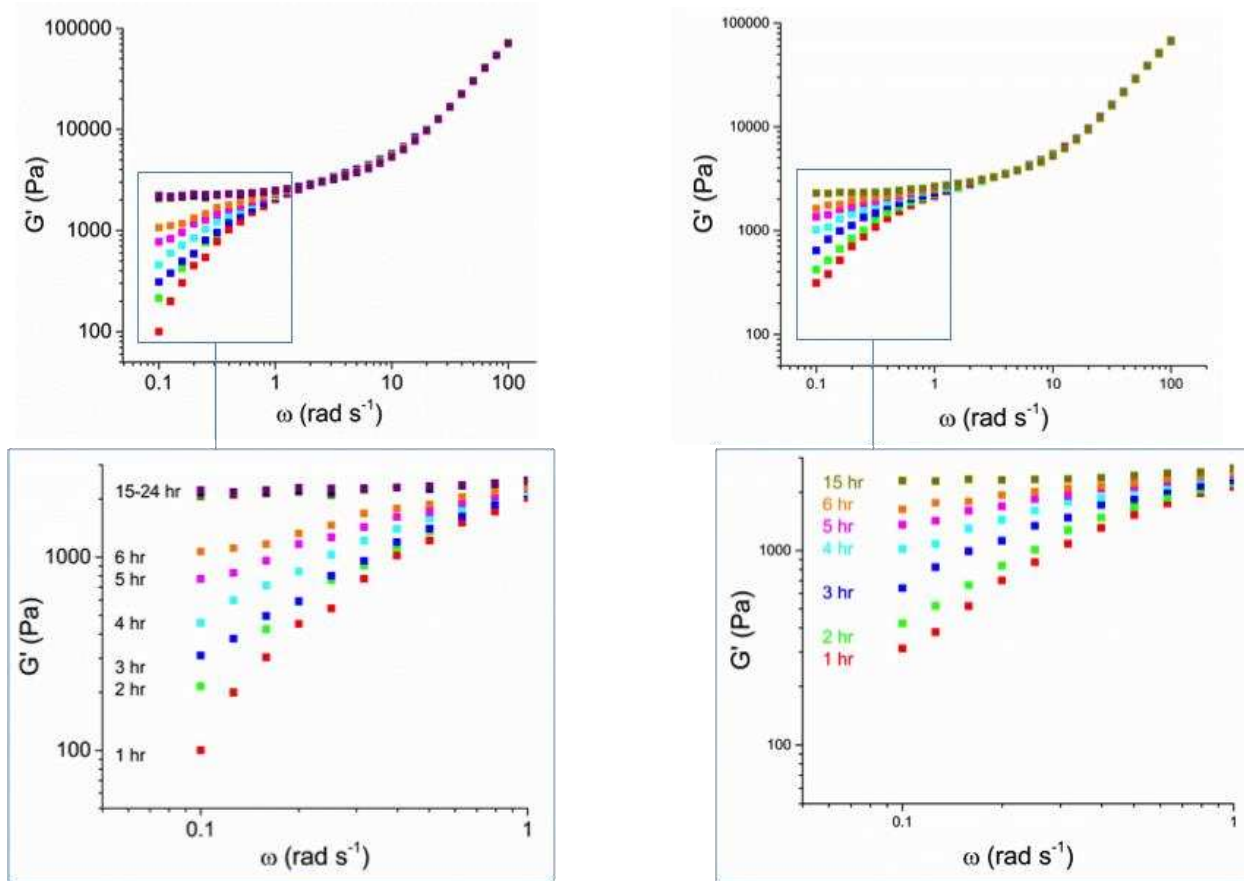 100000
10000
1000
100
G' (Pa)
0.1 1 10 100
ω (rad s⁻¹)
100000
10000
1000
100
G' (Pa)
0.1 1 10 100
ω (rad s⁻¹)
15-24 hr
1000
6 hr
5 hr
4 hr
3 hr
2 hr
100
1 hr
G' (Pa)
0.1 1
ω (rad s⁻¹)
15 hr
6 hr
5 hr
1000
4 hr
3 hr
2 hr
1 hr
100
G' (Pa)
0.1 1
ω (rad s⁻¹)